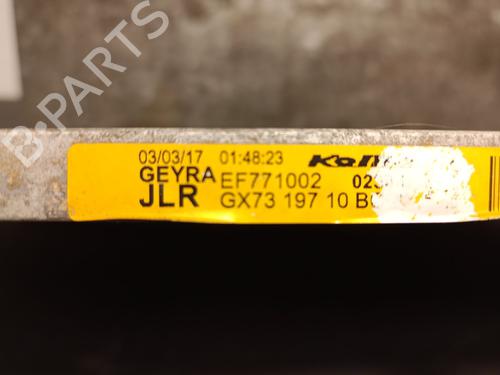 B-PARTS
03/03/17 01:48:23
GEYRA EF771002
JLR GX73 197 10